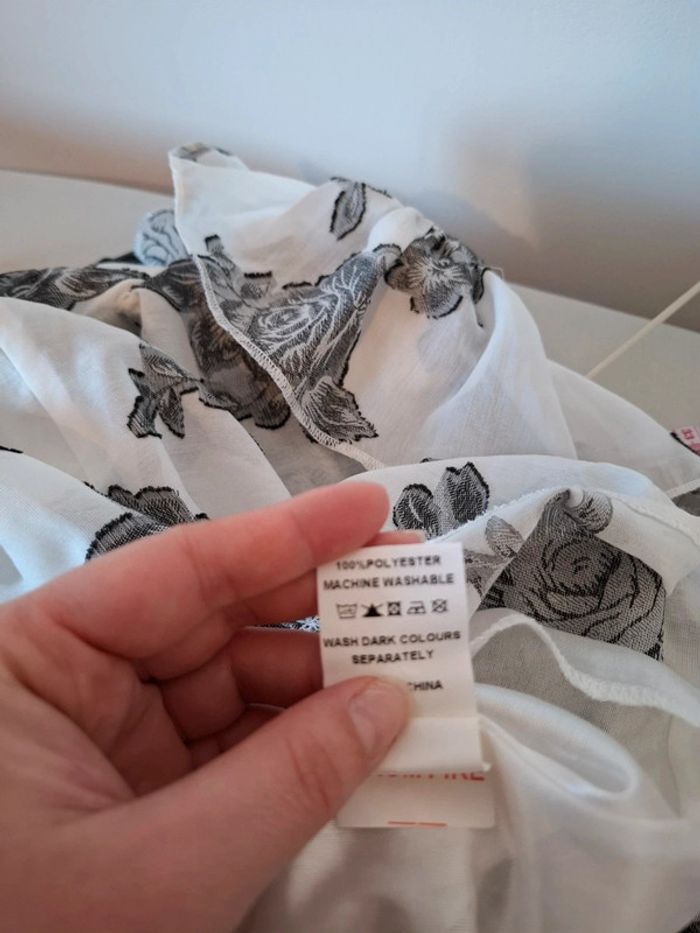 100%POLYESTER
MACHINE WASHABLE
WASH DARK COLOURS
SEPARATELY
CHINA